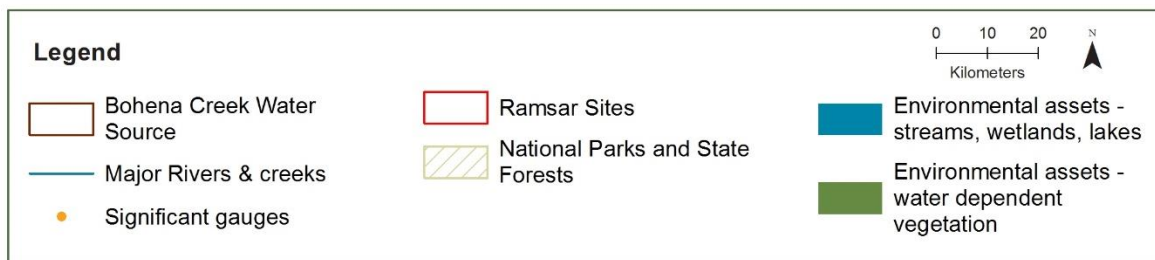 Legend
Bohena Creek Water
Source
Major Rivers & creeks
Significant gauges
Ramsar Sites
National Parks and State
Forests
0 10 20
Kilometers
N
Environmental assets -
streams, wetlands, lakes
Environmental assets -
water dependent
vegetation